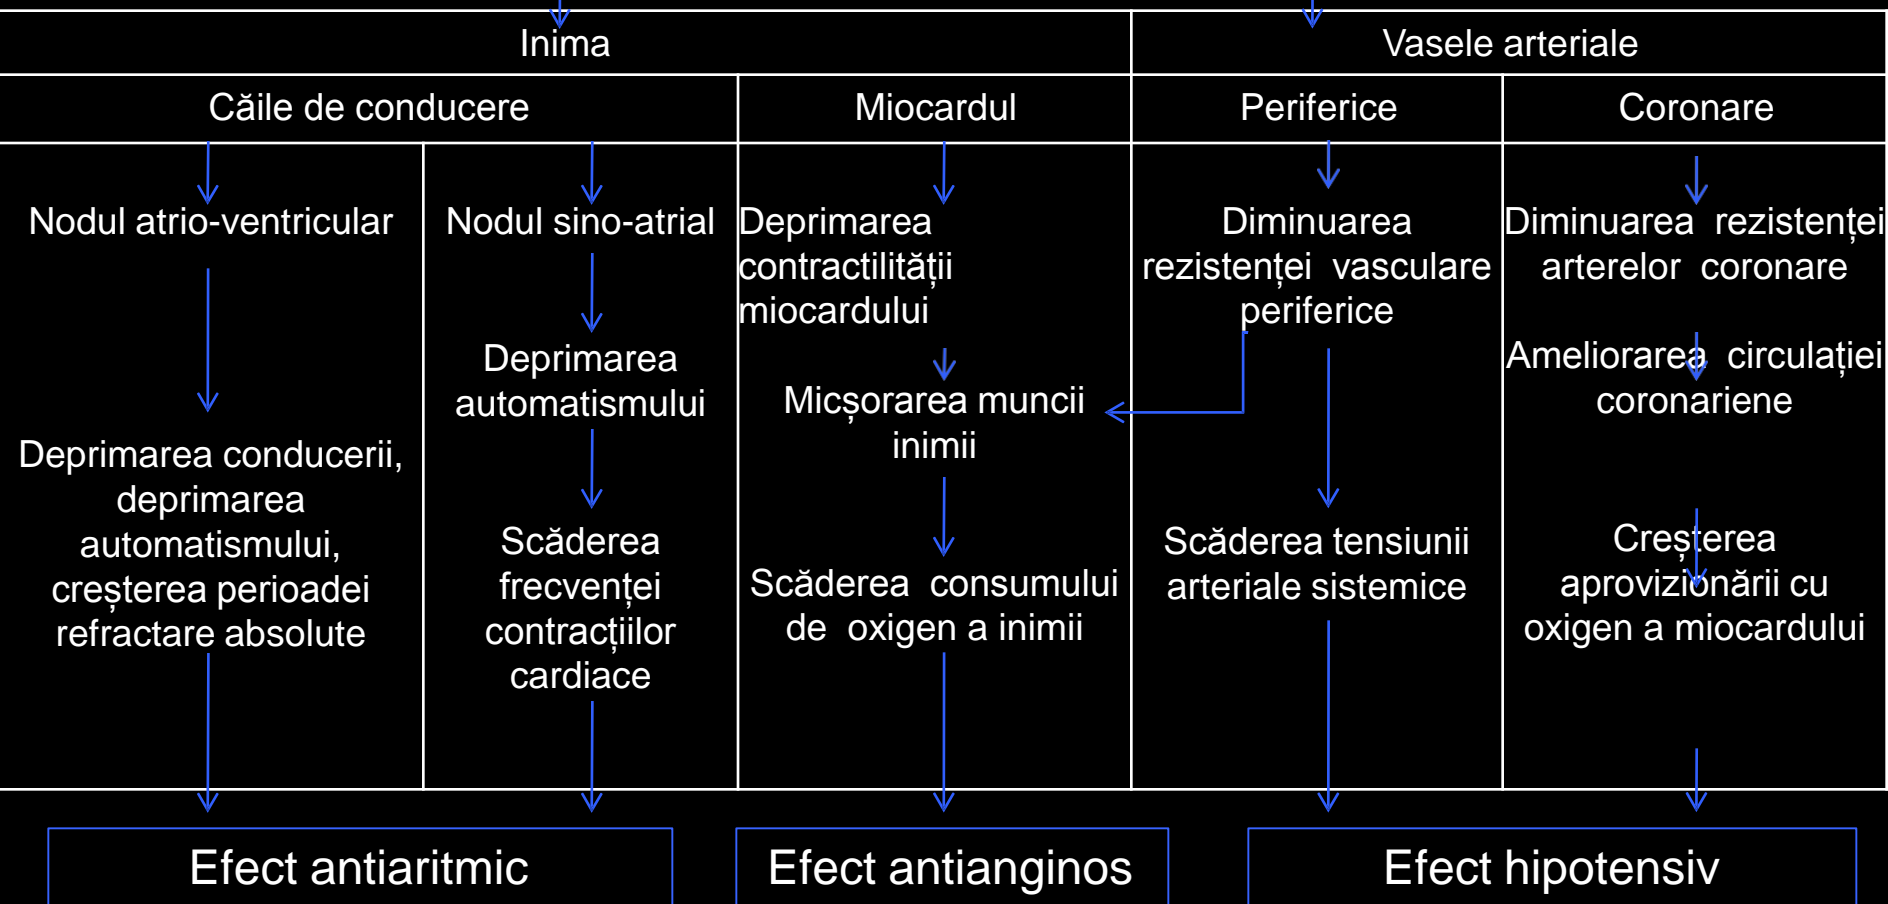 Inima
Vasele arteriale
Căile de conducere
Miocardul
Periferice
Coronare
Nodul atrio-ventricular
Deprimarea conducerii,
deprimarea
automatismului,
creșterea perioadei
refractare absolute
Nodul sino-atrial
Deprimarea
automatismului
Scăderea
frecvenței
contracțiilor
cardiace
Deprimarea
contractilității
miocardului
Micșorarea muncii
inimii
Scăderea consumului
de oxigen a inimii
Diminuarea
rezistenței vasculare
periferice
Scăderea tensiunii
arteriale sistemice
Diminuarea rezistenței
arterelor coronare
Ameliorarea circulației
coronariene
Creșterea
aprovizionării cu
oxigen a miocardului
Efect antiaritmic
Efect antianginos
Efect hipotensiv